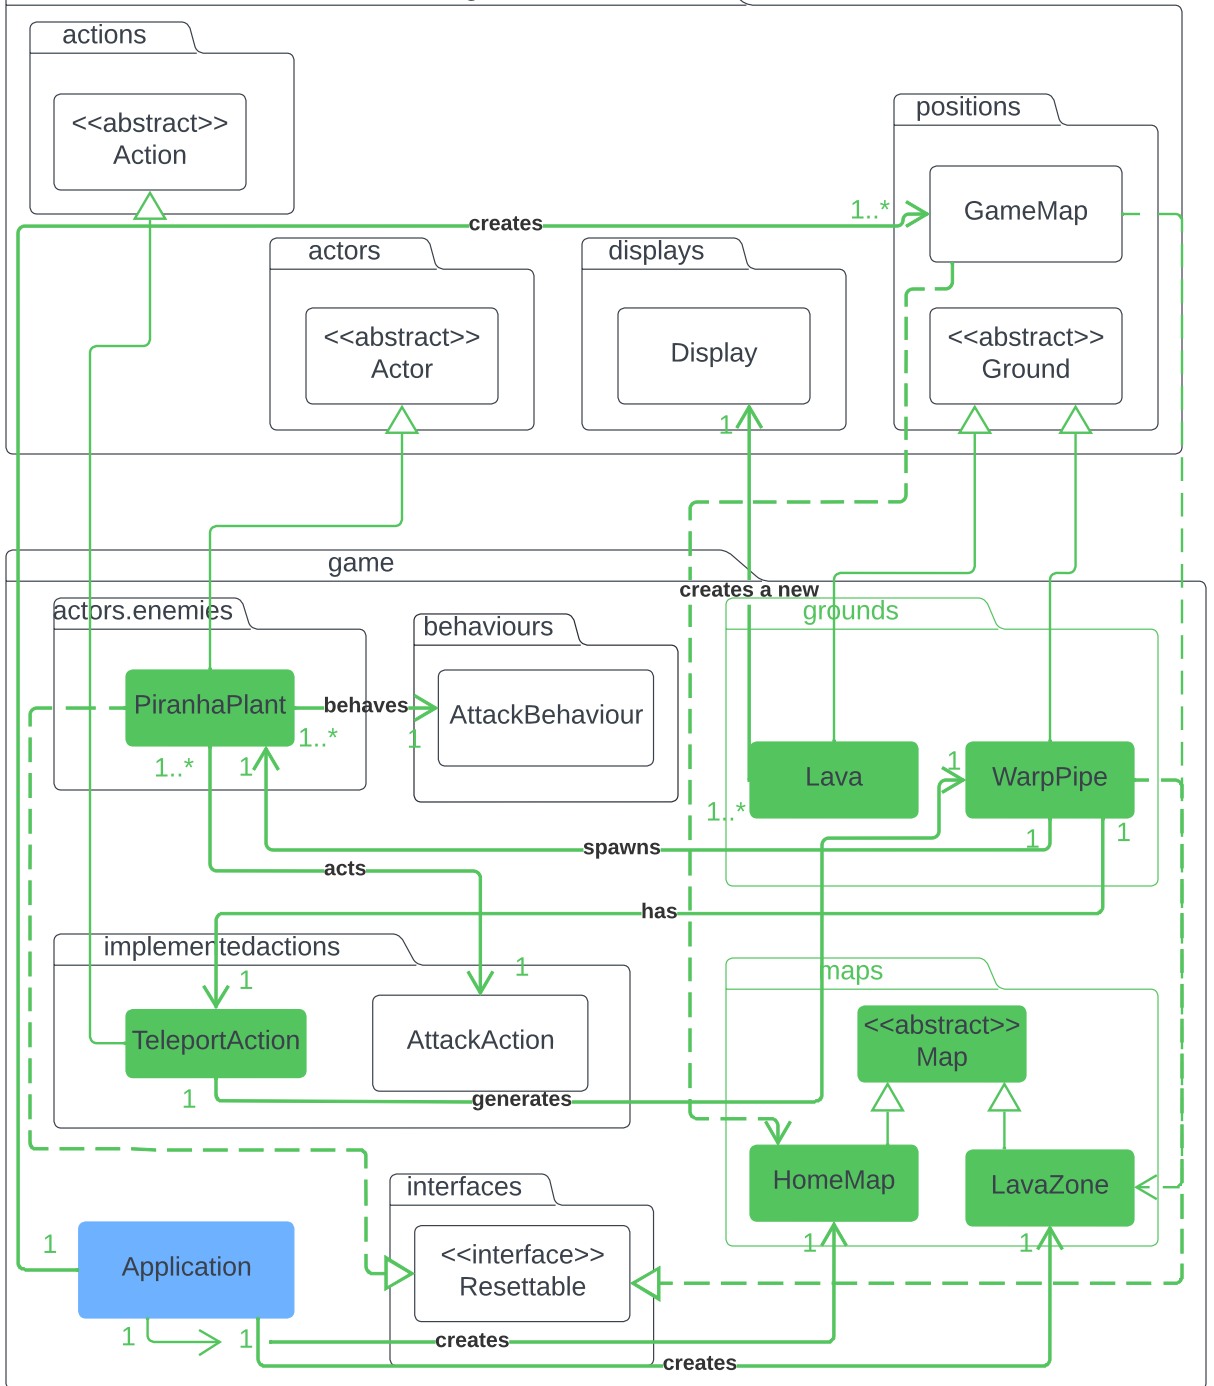 actions
<<abstract>>
Action
positions
GameMap
1..*
creates
actors
displays
<<abstract>>
Actor
Display
<<abstract>>
Ground
1
game
creates a new
actors.enemies
behaviours
grounds
PiranhaPlant
behaves
AttackBehaviour
1..*
1
1..*
1
Lava
1
WarpPipe
1..*
1
1
spawns
acts
has
implementedactions
1
1
maps
TeleportAction
AttackAction
<<abstract>>
Map
1
generates
HomeMap
LavaZone
interfaces
1
1
1
Application
<<interface>>
Resettable
1
1
creates
creates